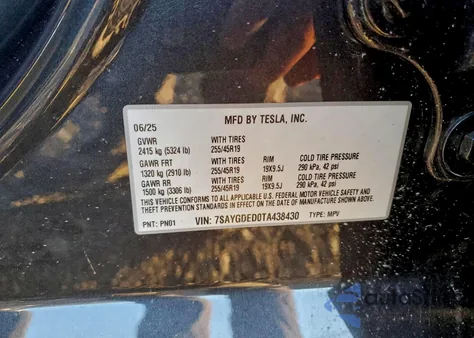 MFD BY TESLA, INC.
06/25
GVWR WITH TIRES
2415 kg (5324 lb) 255/45R19
GAWR FRT WITH TIRES RIM COLD TIRE PRESSURE
1320 kg (2910 lb) 255/45R19 19X9.5J 290 kPa, 42 psi
GAWR RR WITH TIRES RIM COLD TIRE PRESSURE
1500 kg (3306 lb) 255/45R19 19X9.5J 290 kPa, 42 psi
THIS VEHICLE CONFORMS TO ALL APPLICABLE U.S. FEDERAL MOTOR VEHICLE SAFETY AND
THEFT PREVENTION STANDARDS IN EFFECT ON THE DATE OF MANUFACTURE SHOWN ABOVE.
PNT: PN01 VIN: 7SAYGDED0TA438430 TYPE: MPV